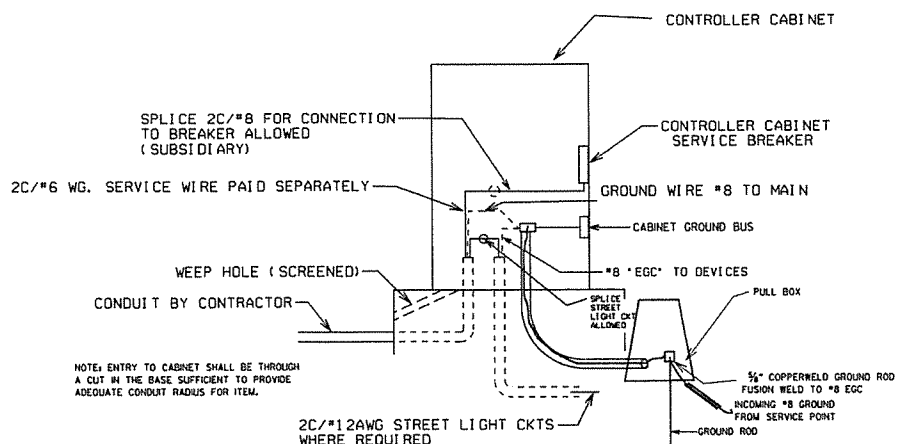 CONTROLLER CABINET
SPLICE 2C/#8 FOR CONNECTION
TO BREAKER ALLOWED
(SUBSIDIARY)
CONTROLLER CABINET
SERVICE BREAKER
2C/#6 WG. SERVICE WIRE PAID SEPARATELY
GROUND WIRE #8 TO MAIN
CABINET GROUND BUS
WEEP HOLE (SCREENED)
#8 "EGC" TO DEVICES
CONDUIT BY CONTRACTOR
SPLICE
STREET
LIGHT CKT
ALLOWED
PULL BOX
NOTE: ENTRY TO CABINET SHALL BE THROUGH
A CUT IN THE BASE SUFFICIENT TO PROVIDE
ADEQUATE CONDUIT RADIUS FOR ITEM.
⅝" COPPERWELD GROUND ROD
FUSION WELD TO #8 EGC
INCOMING #8 GROUND
FROM SERVICE POINT
2C/#12AWG STREET LIGHT CKTS
WHERE REQUIRED
GROUND ROD